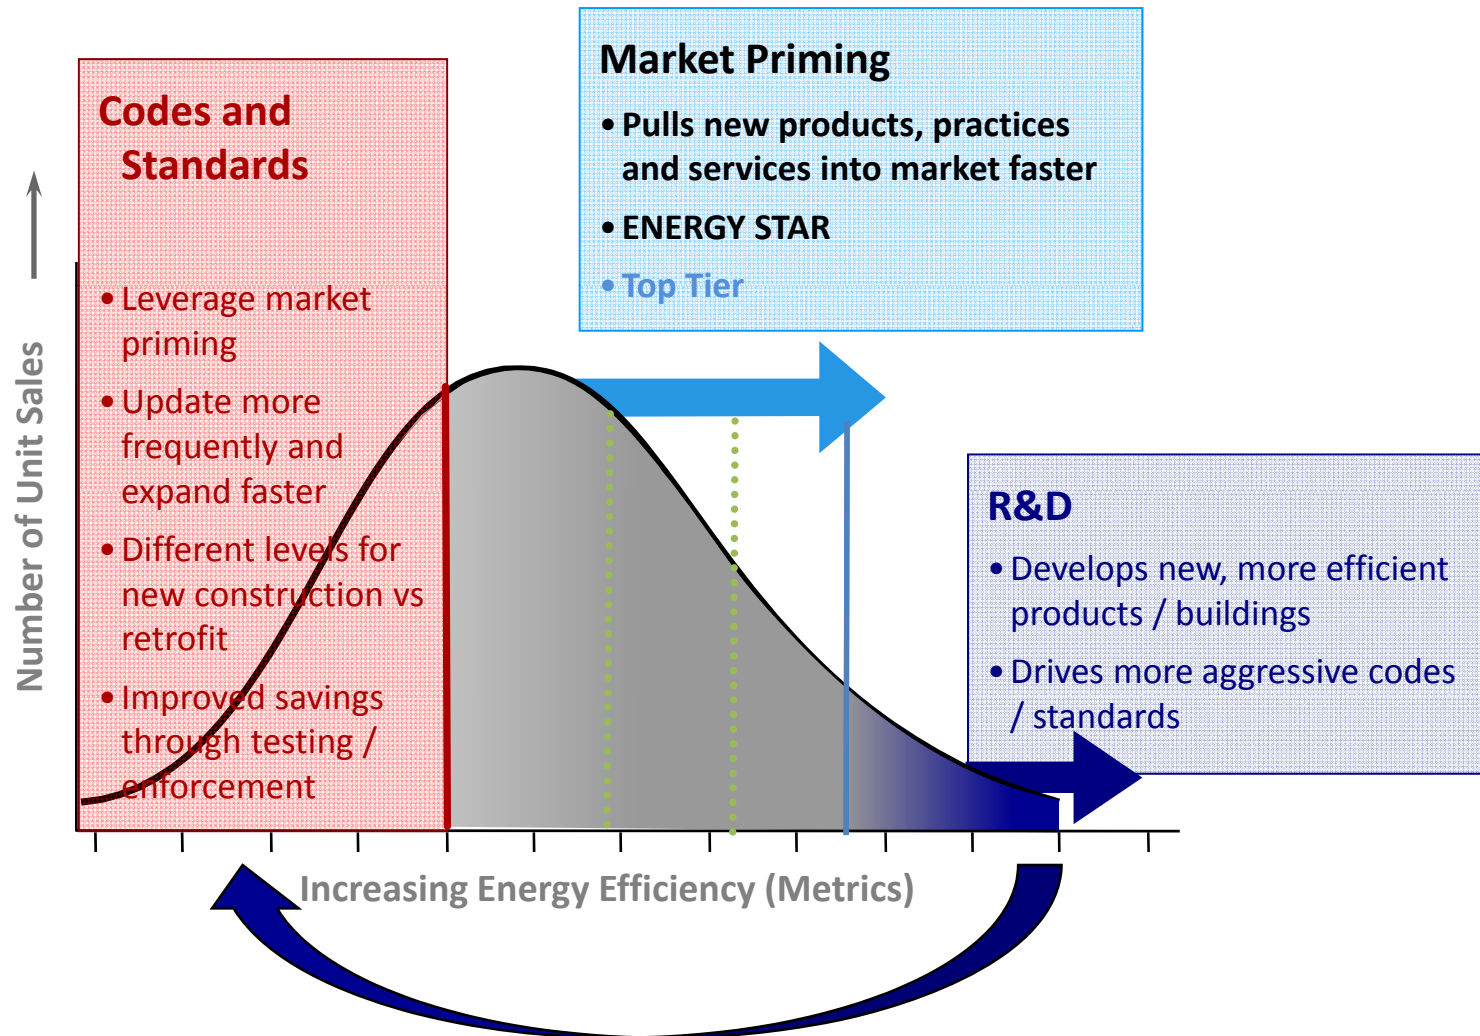 Codes and
Standards
• Leverage market
priming
• Update more
frequently and
expand faster
• Different levels for
new construction vs
retrofit
• Improved savings
through testing /
enforcement
Market Priming
• Pulls new products, practices
and services into market faster
• ENERGY STAR
• Top Tier
R&D
• Develops new, more efficient
products / buildings
• Drives more aggressive codes
/ standards
Number of Unit Sales
Increasing Energy Efficiency (Metrics)